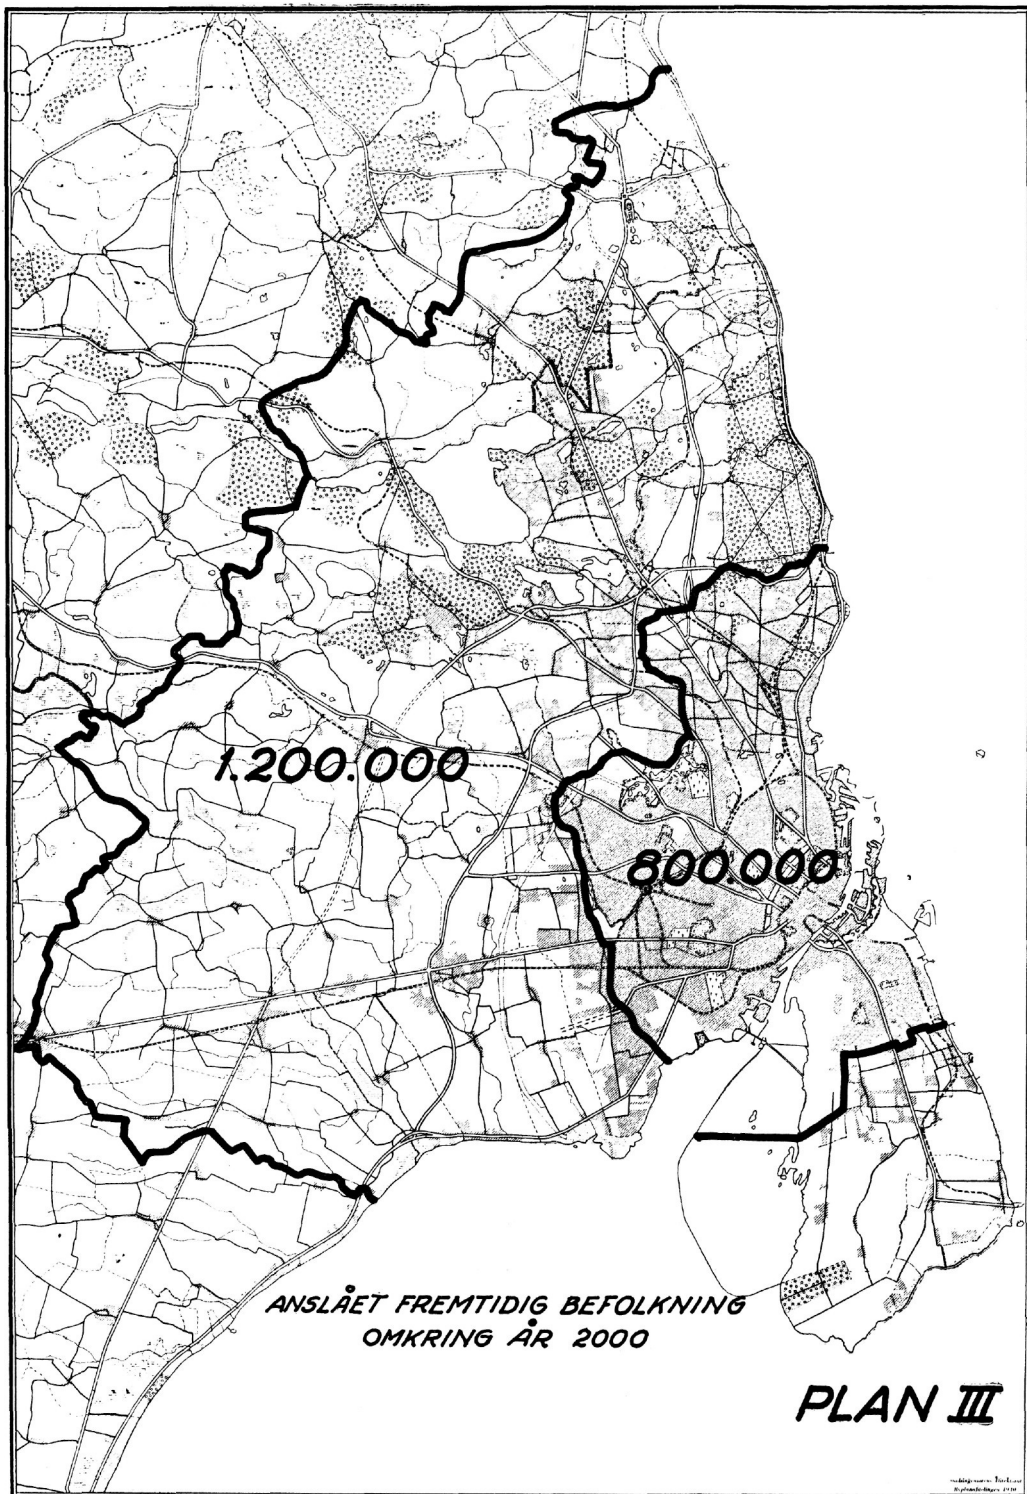 1.200.000
800.000
ANSLÅET FREMTIDIG BEFOLKNING
OMKRING ÅR 2000
PLAN III